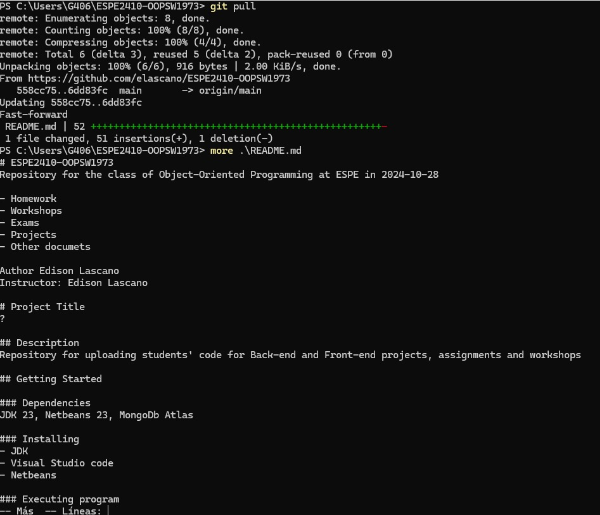 PS C:\Users\G406\ESPE2410-OOPSW1973> git pull
remote: Enumerating objects: 8, done.
remote: Counting objects: 100% (8/8), done.
remote: Compressing objects: 100% (4/4), done.
remote: Total 6 (delta 3), reused 5 (delta 2), pack-reused 0 (from 0)
Unpacking objects: 100% (6/6), 916 bytes | 2.00 KiB/s, done.
From https://github.com/elascano/ESPE2410-OOPSW1973
   558cc75..6dd83fc  main       -> origin/main
Updating 558cc75..6dd83fc
Fast-forward
 README.md | 52 +++++++++++++++++++++++++++++++++++++++++++++++++++-
 1 file changed, 51 insertions(+), 1 deletion(-)
PS C:\Users\G406\ESPE2410-OOPSW1973> more .\README.md
# ESPE2410-OOPSW1973
Repository for the class of Object-Oriented Programming at ESPE in 2024-10-28
- Homework
- Workshops
- Exams
- Projects
- Other documets
Author Edison Lascano
Instructor: Edison Lascano
# Project Title
?
## Description
Repository for uploading students' code for Back-end and Front-end projects, assignments and workshops
## Getting Started
### Dependencies
JDK 23, Netbeans 23, MongoDb Atlas
### Installing
- JDK
- Visual Studio code
- Netbeans
### Executing program
-- Más  -- Líneas: